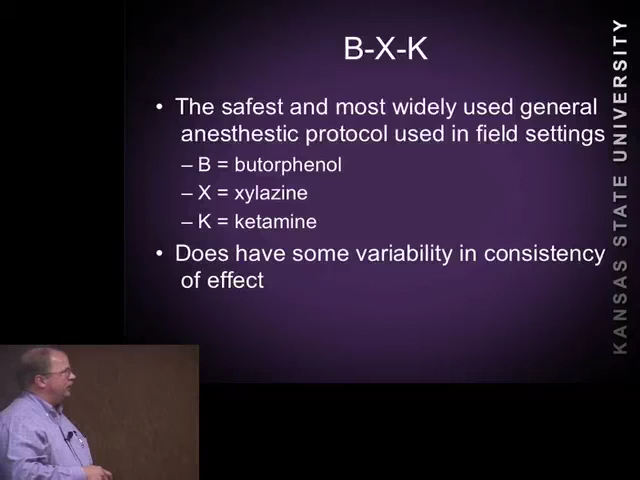 B-X-K
• The safest and most widely used general
anesthestic protocol used in field settings
– B = butorphenol
– X = xylazine
– K = ketamine
• Does have some variability in consistency
of effect
KANSAS STATE UNIVERSITY